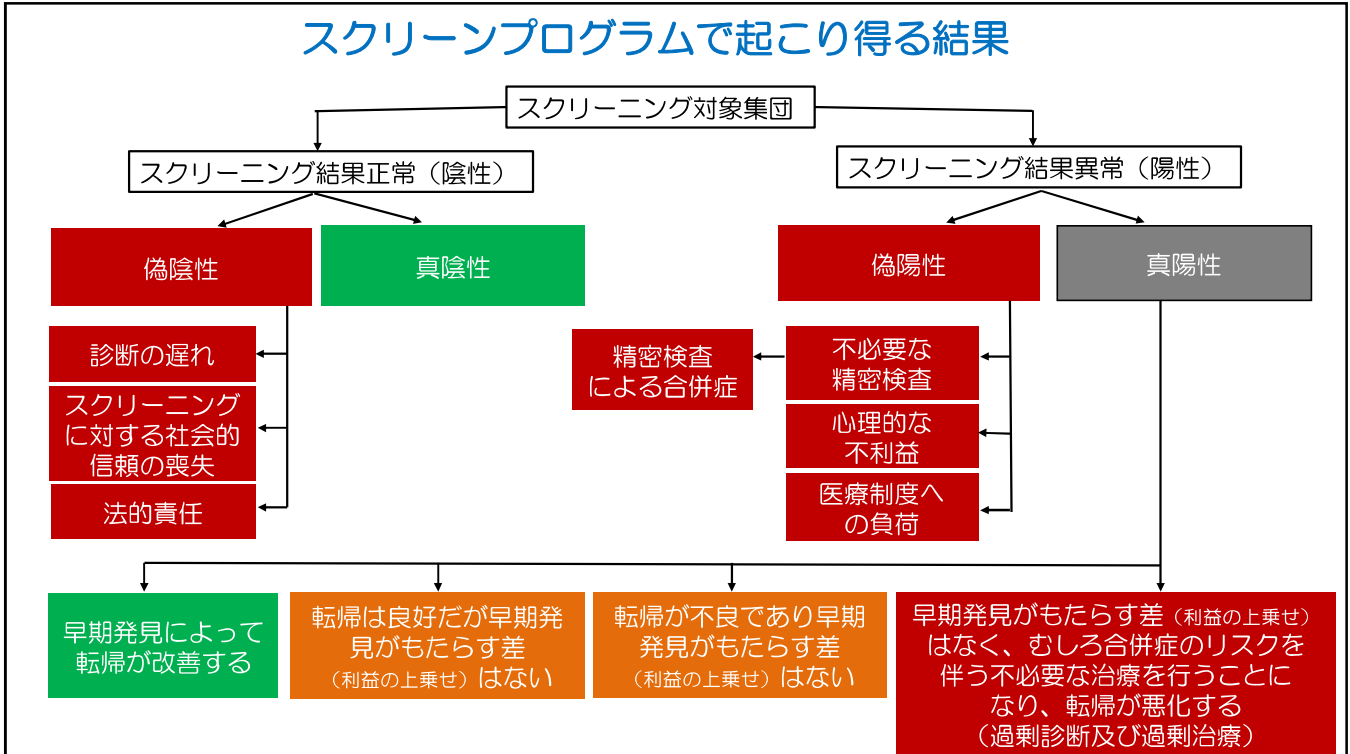 スクリーンプログラムで起こり得る結果
スクリーニング対象集団
スクリーニング結果正常（陰性）
スクリーニング結果異常（陽性）
偽陰性
真陰性
偽陽性
真陽性
診断の遅れ
スクリーニング
に対する社会的
信頼の喪失
法的責任
精密検査
による合併症
不必要な
精密検査
心理的な
不利益
医療制度へ
の負荷
早期発見によって
転帰が改善する
転帰は良好だが早期発
見がもたらす差
（利益の上乗せ）はない
転帰が不良であり早期
発見がもたらす差
（利益の上乗せ）はない
早期発見がもたらす差（利益の上乗せ）
はなく、むしろ合併症のリスクを
伴う不必要な治療を行うことに
なり、転帰が悪化する
（過剰診断及び過剰治療）